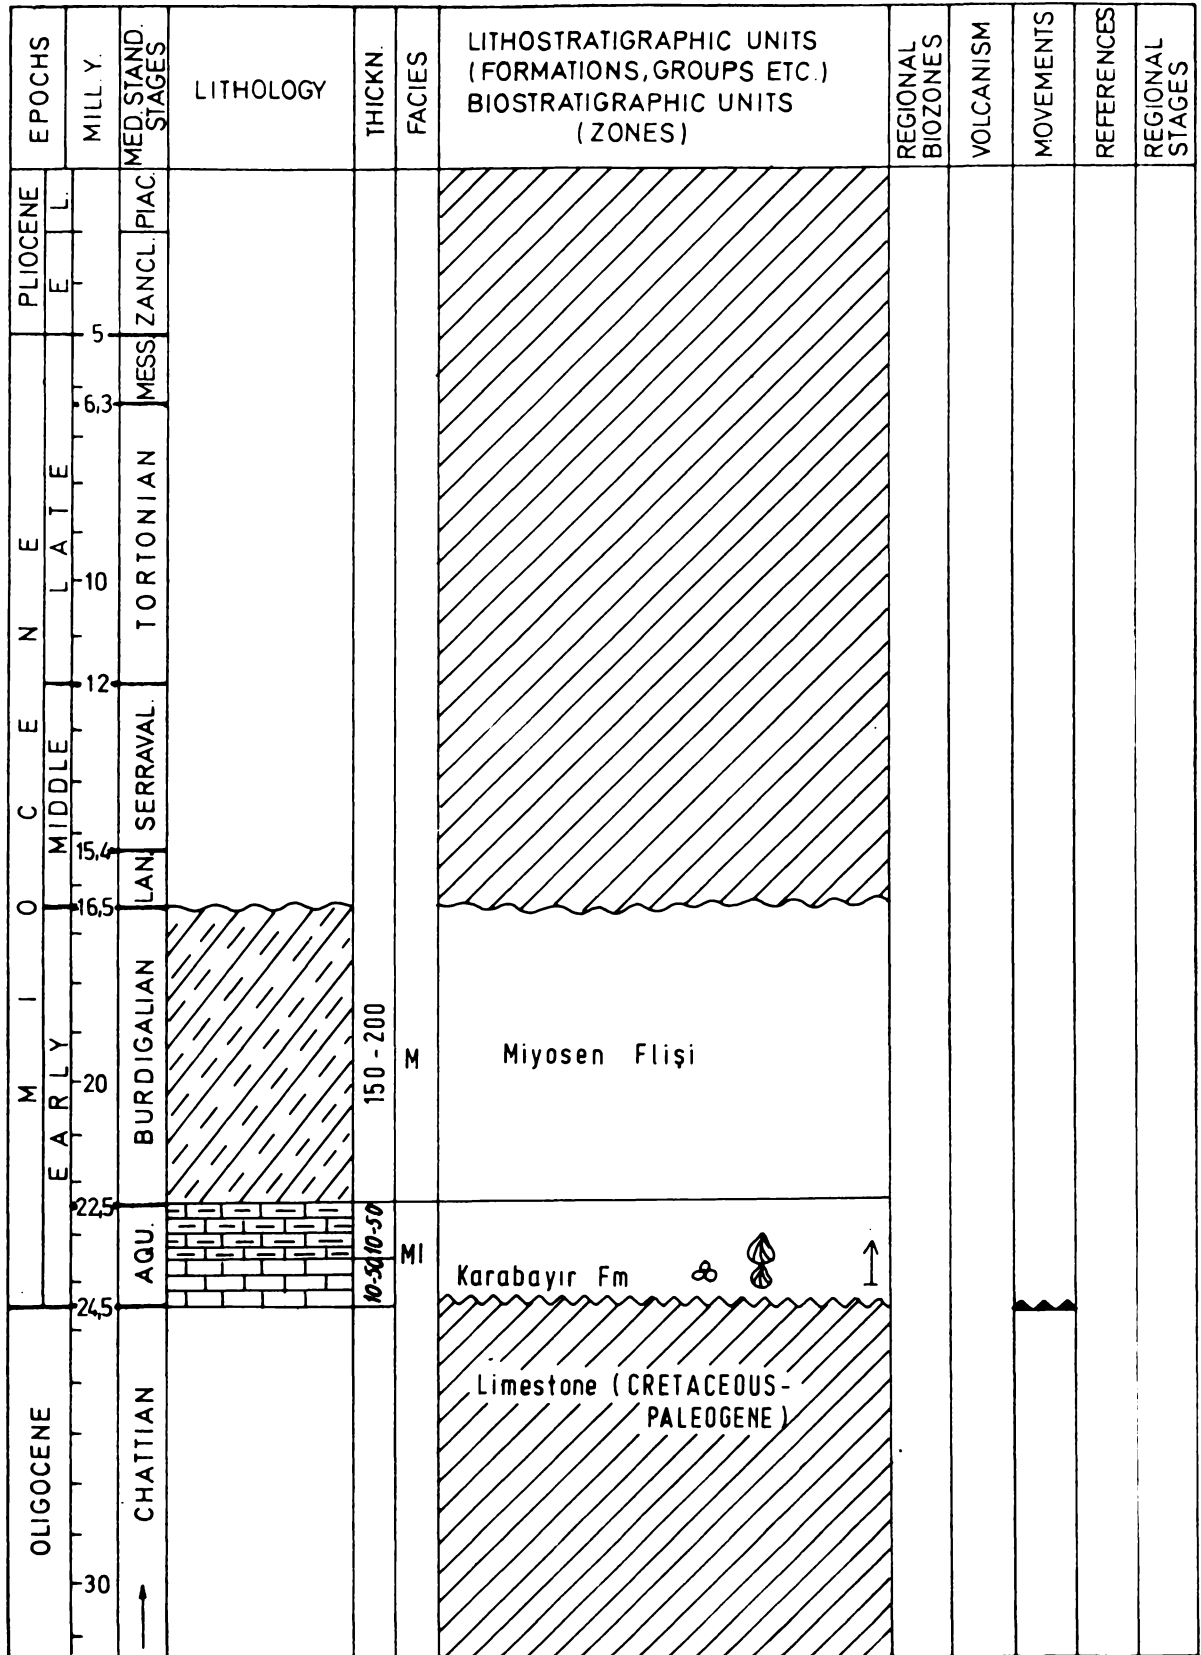 EPOCHS
MILL. Y.
MED. STAND.
STAGES
LITHOLOGY
THICKN.
FACIES
LITHOSTRATIGRAPHIC UNITS
(FORMATIONS, GROUPS ETC.)
BIOSTRATIGRAPHIC UNITS
(ZONES)
REGIONAL
BIOZONES
VOLCANISM
MOVEMENTS
REFERENCES
REGIONAL
STAGES
PLIOCENE
L.
E
PIAC.
ZANCL.
5
MESS.
6,3
MIOCENE
LATE
TORTONIAN
10
12
MIDDLE
SERRAVAL.
15,4
LAN.
16,5
EARLY
BURDIGALIAN
20
150-200
M
Miyosen Flişi
22,5
AQU.
10-50
10-50
MI
Karabayır Fm
24,5
OLIGOCENE
CHATTIAN
30
Limestone (CRETACEOUS-
PALEOGENE)